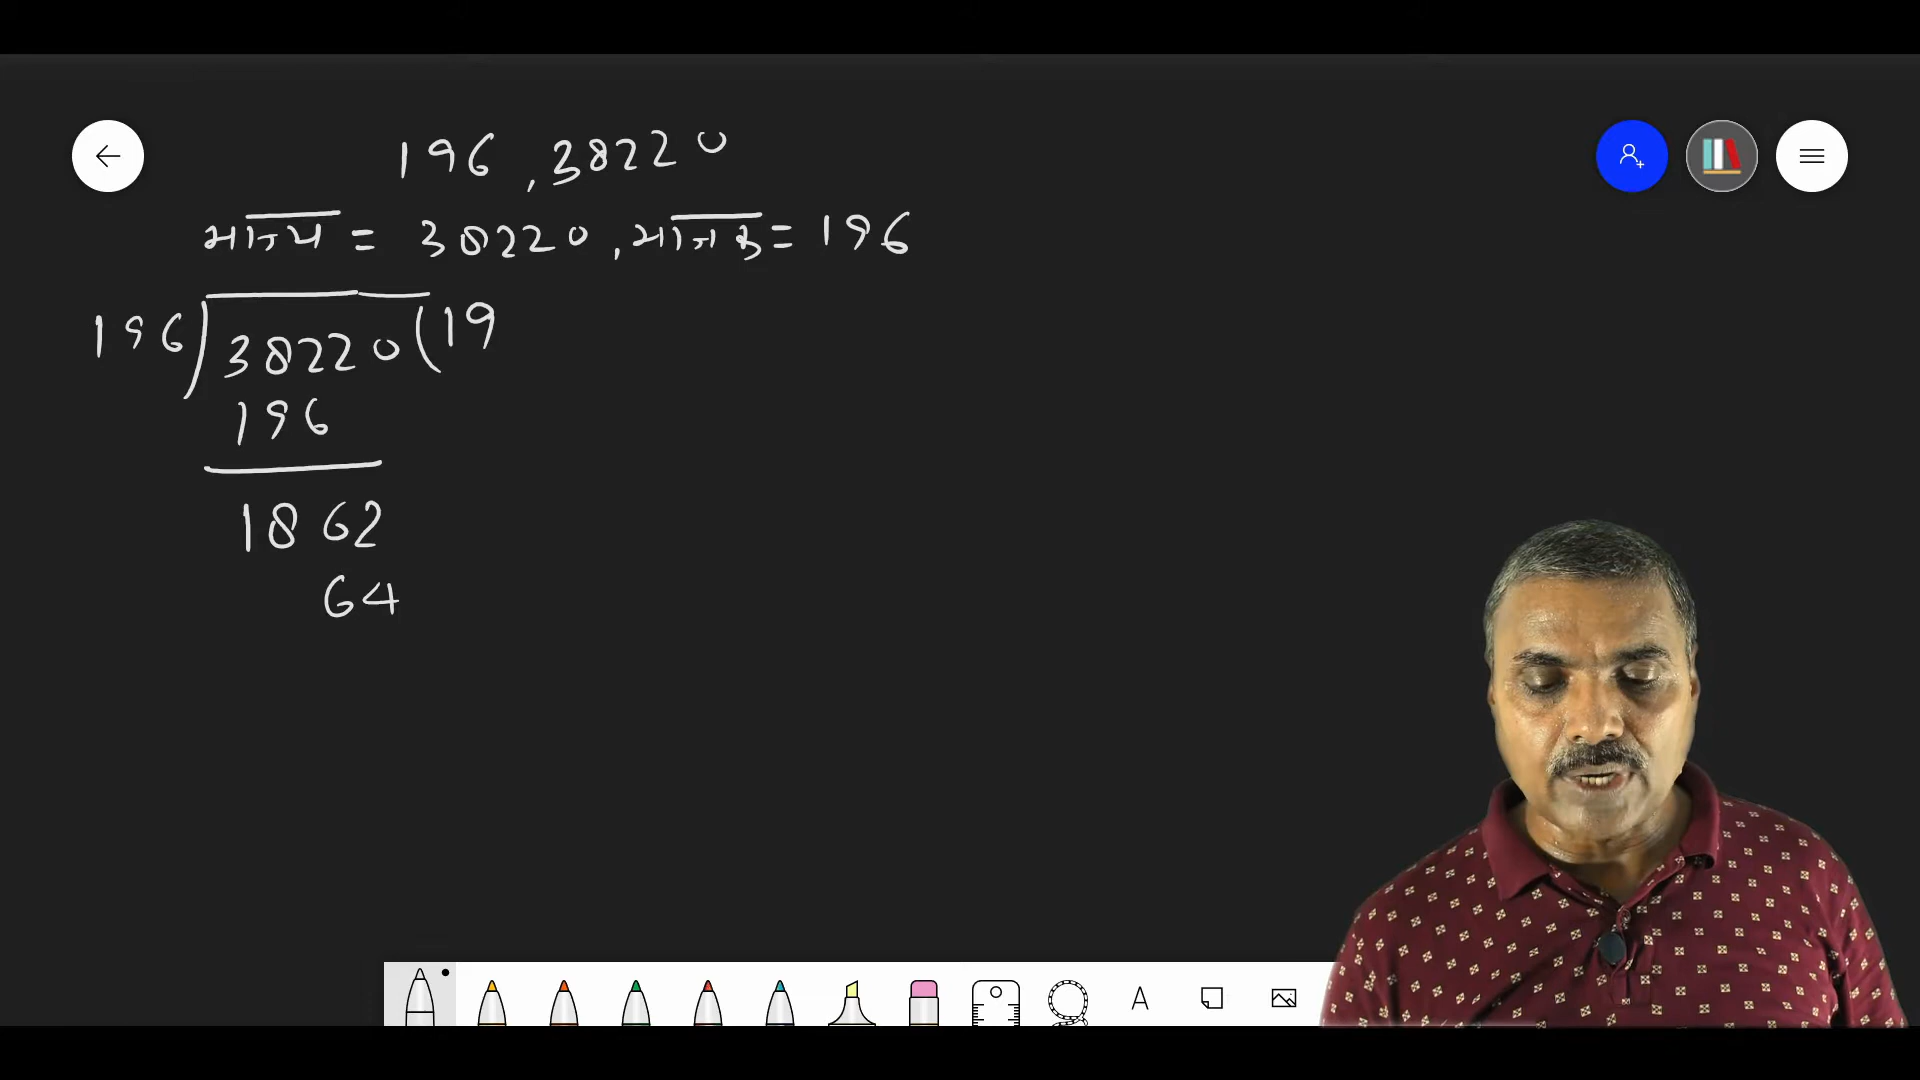 196 , 38220
भाज्य = 38220 , भाजक = 196
196 ) 38220 ( 19
196
1862
64